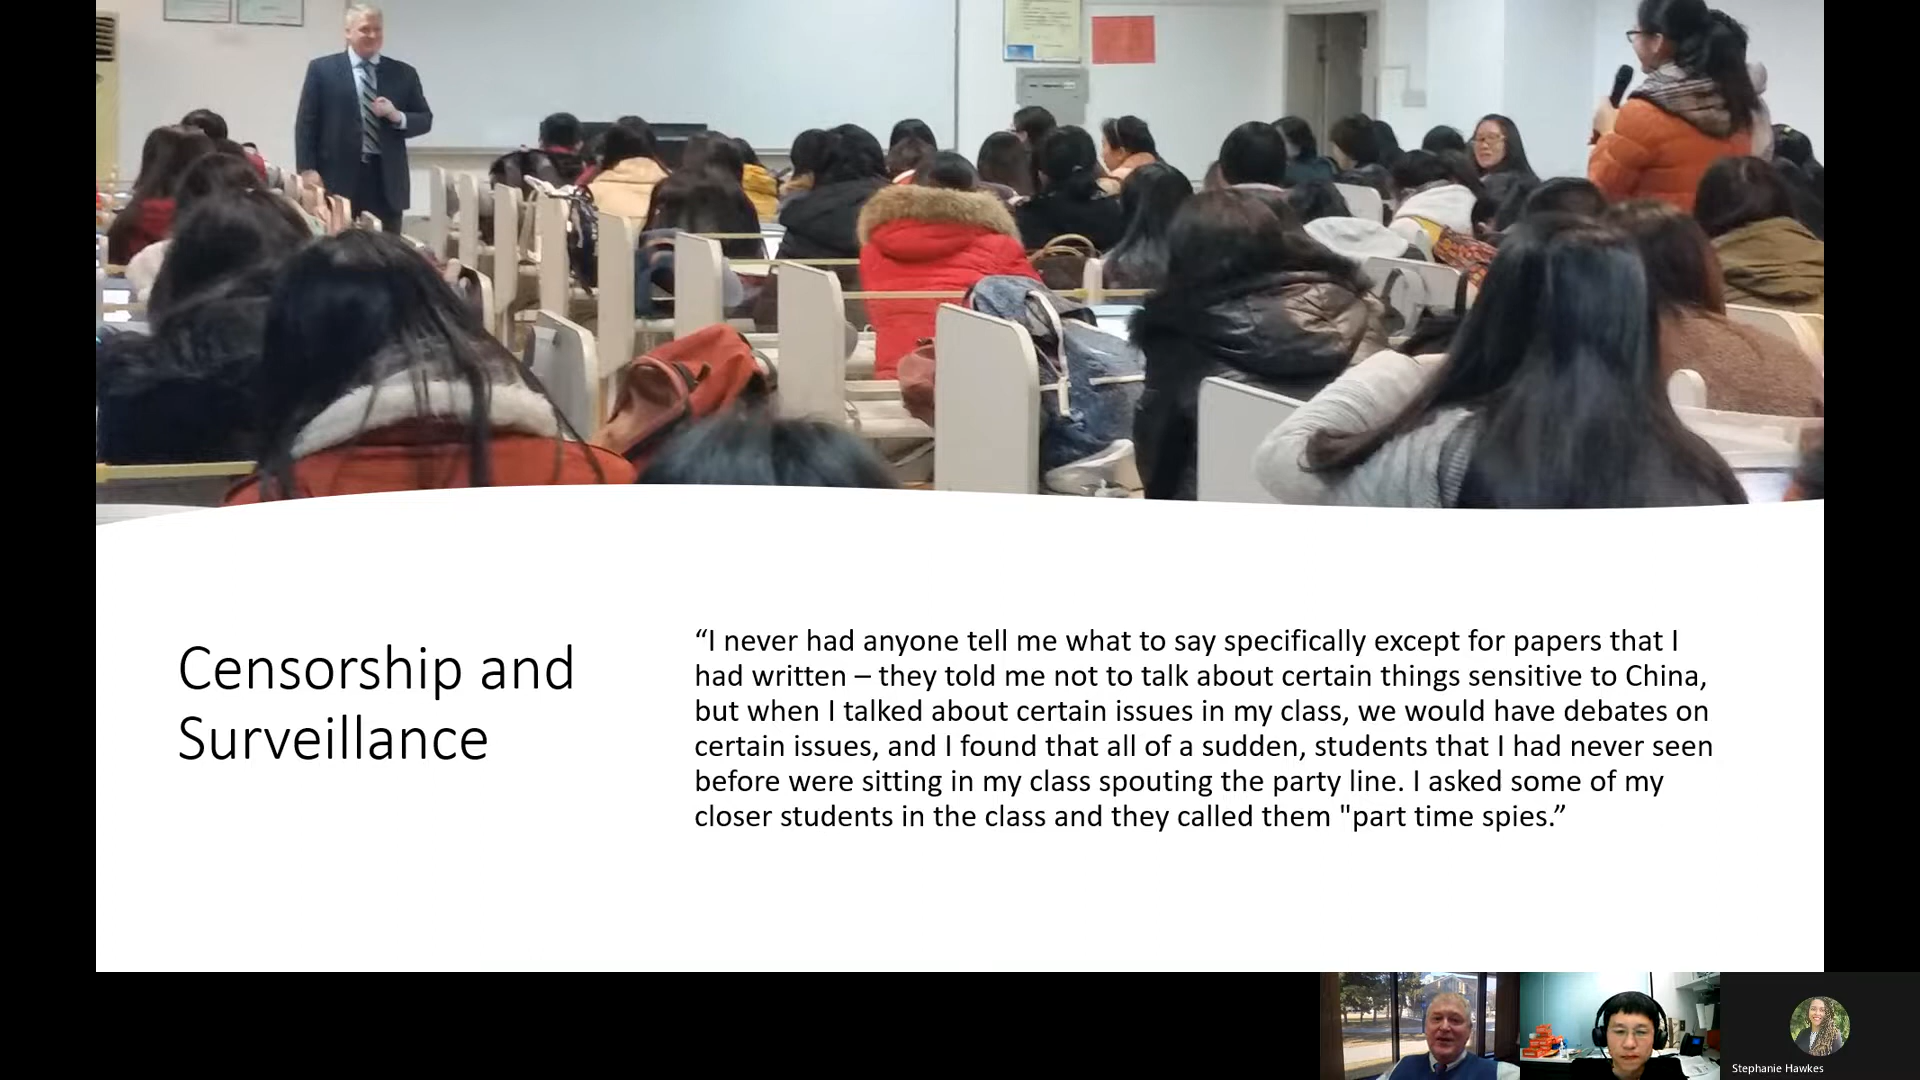 Censorship and
Surveillance
“I never had anyone tell me what to say specifically except for papers that I
had written – they told me not to talk about certain things sensitive to China,
but when I talked about certain issues in my class, we would have debates on
certain issues, and I found that all of a sudden, students that I had never seen
before were sitting in my class spouting the party line. I asked some of my
closer students in the class and they called them "part time spies.”
Stephanie Hawkes